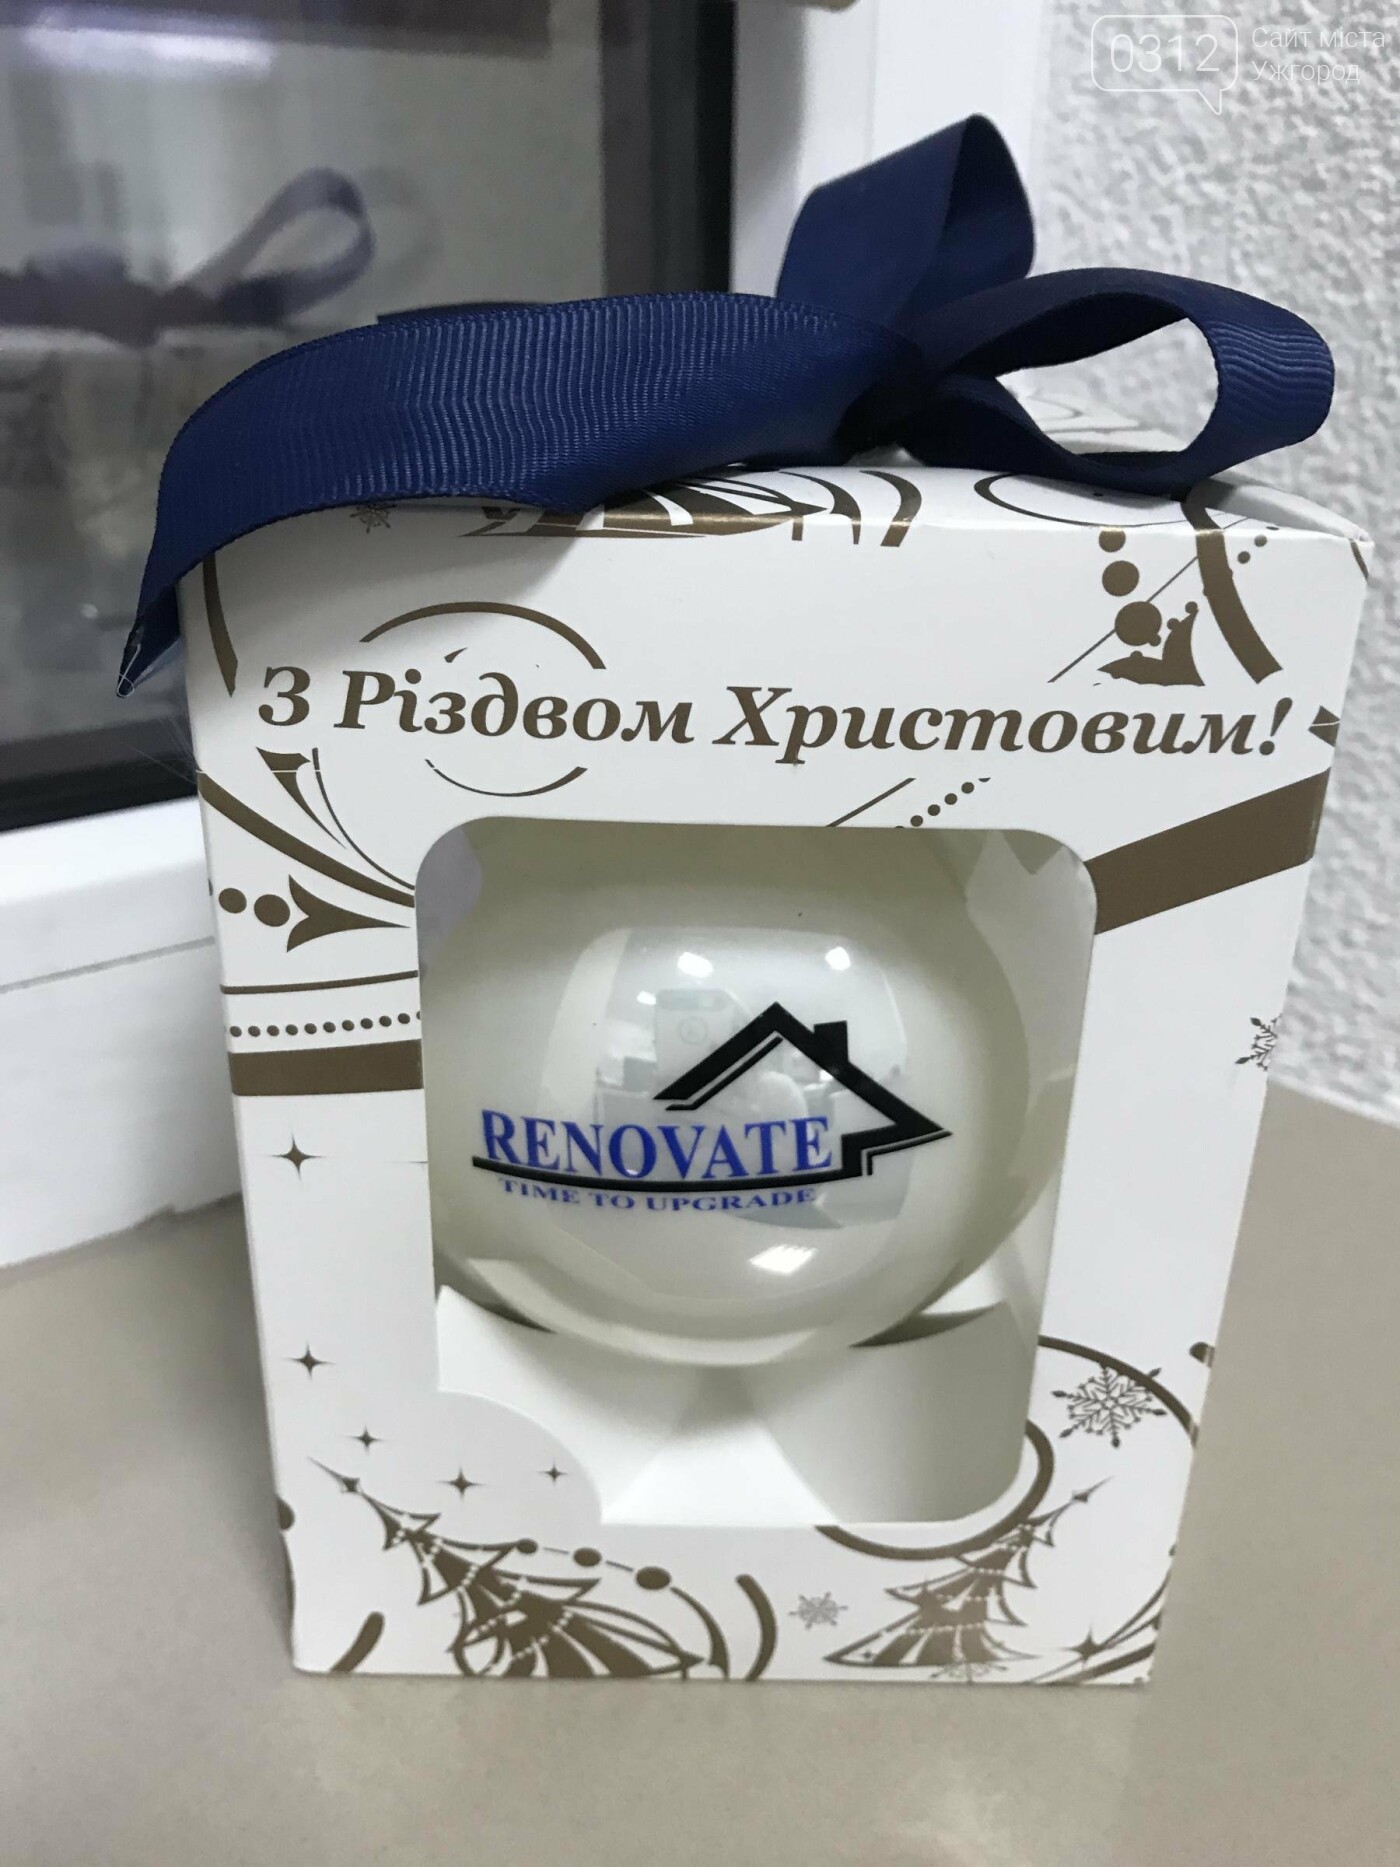 0312 Сайт міста
Ужгород
З Різдвом Христовим!
RENOVATE
TIME TO UPGRADE